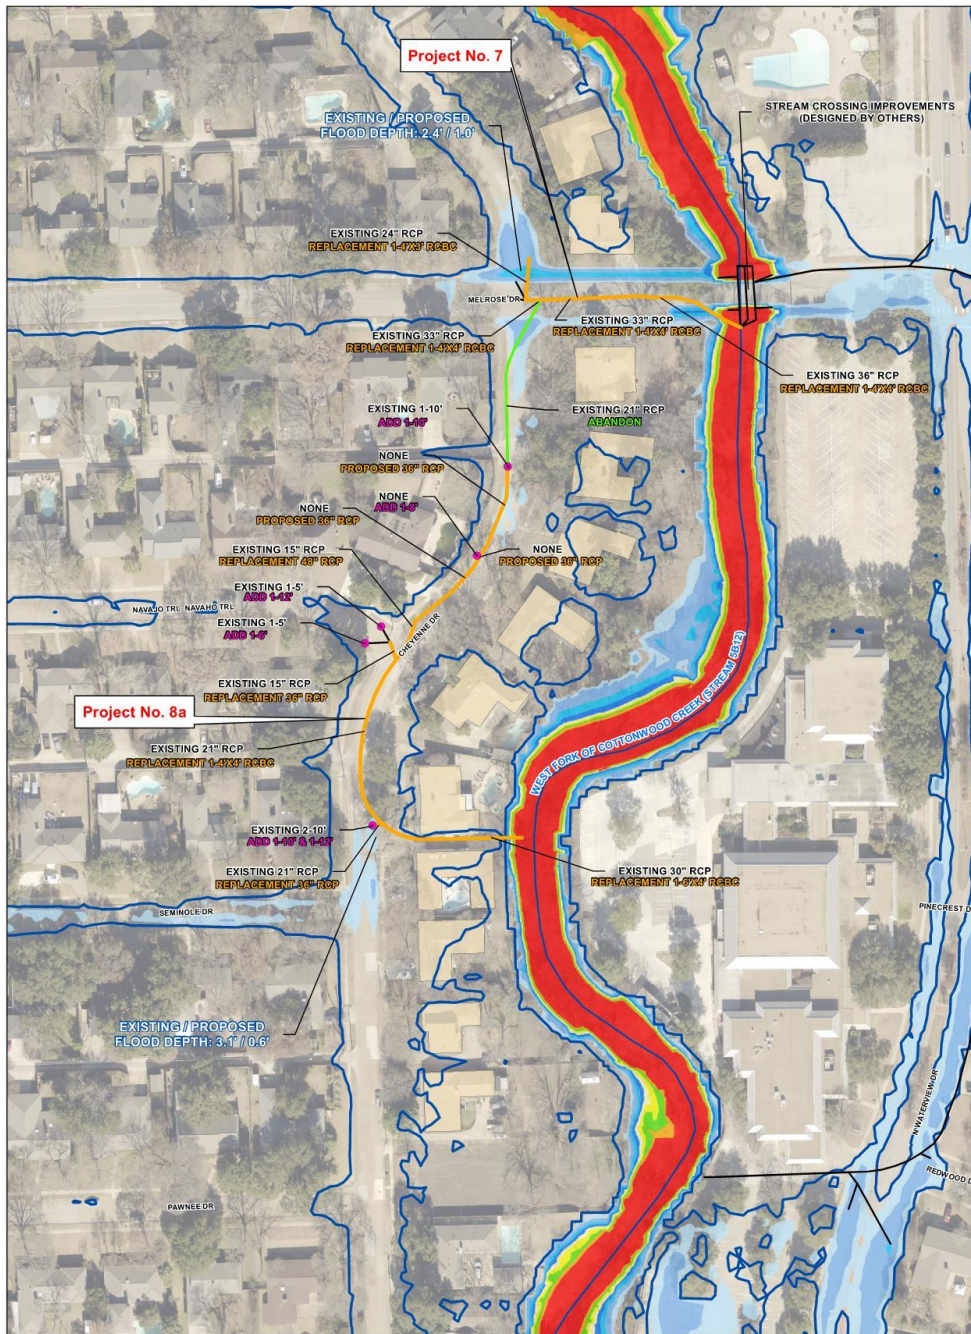 Project No. 7
STREAM CROSSING IMPROVEMENTS
(DESIGNED BY OTHERS)
EXISTING / PROPOSED
FLOOD DEPTH: 2.4' / 1.0'
EXISTING 24" RCP
REPLACEMENT 1-4'X3' RCBC
MELROSE DR
EXISTING 33" RCP
REPLACEMENT 1-4'X4' RCBC
EXISTING 33" RCP
REPLACEMENT 1-4'X4' RCBC
EXISTING 36" RCP
REPLACEMENT 1-4'X4' RCBC
EXISTING 1-10'
ADD 1-10'
EXISTING 21" RCP
ABANDON
NONE
PROPOSED 36" RCP
NONE
ADD 1-8'
NONE
PROPOSED 36" RCP
EXISTING 15" RCP
REPLACEMENT 48" RCP
NONE
PROPOSED 36" RCP
EXISTING 1-5'
ADD 1-12'
NAVAJO TRL NAVAHO TRL
EXISTING 1-5'
ADD 1-6'
CHEYENNE DR
EXISTING 15" RCP
REPLACEMENT 36" RCP
WEST FORK OF COTTONWOOD CREEK (STREAM 5B12)
Project No. 8a
EXISTING 21" RCP
REPLACEMENT 1-4'X4' RCBC
EXISTING 2-10'
ADD 1-10' & 1-12'
EXISTING 21" RCP
REPLACEMENT 36" RCP
EXISTING 30" RCP
REPLACEMENT 1-6'X4' RCBC
SEMINOLE DR
PINECREST D
EXISTING / PROPOSED
FLOOD DEPTH: 3.1' / 0.6'
N WATERVIEW DR
REDWOOD D
PAWNEE DR